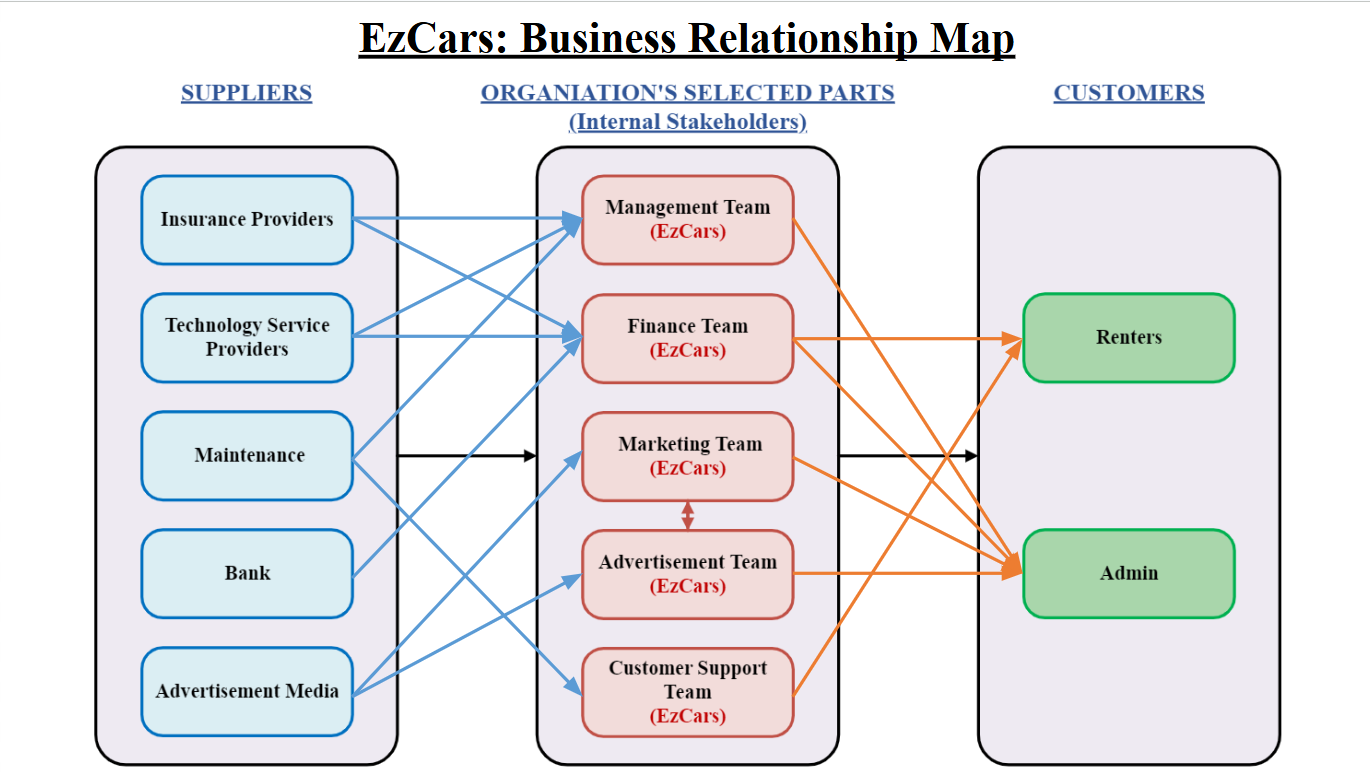 EzCars: Business Relationship Map
SUPPLIERS
ORGANIATION'S SELECTED PARTS
(Internal Stakeholders)
CUSTOMERS
Insurance Providers
Technology Service
Providers
Maintenance
Bank
Advertisement Media
Management Team
(EzCars)
Finance Team
(EzCars)
Marketing Team
(EzCars)
Advertisement Team
(EzCars)
Customer Support
Team
(EzCars)
Renters
Admin